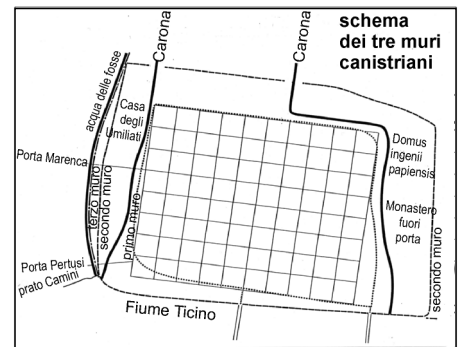 schema
dei tre muri
canistriani
Carona
Carona
acqua delle fosse
Casa
degli
Umiliati
Domus
ingenii
papiensis
Porta Marenca
terzo muro
secondo muro
primo muro
Monastero
fuori
porta
secondo muro
Porta Pertusi
prato Camini
Fiume Ticino